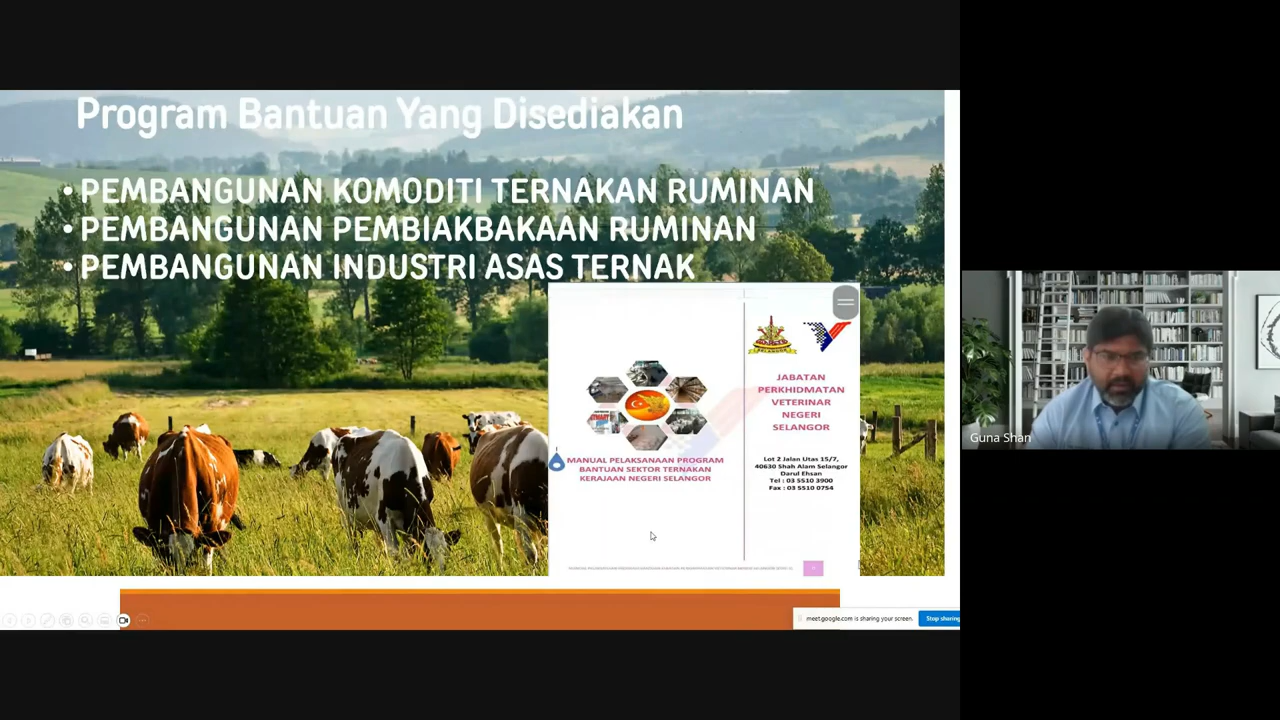 Program Bantuan Yang Disediakan
• PEMBANGUNAN KOMODITI TERNAKAN RUMINAN
• PEMBANGUNAN PEMBIAKBAKAAN RUMINAN
• PEMBANGUNAN INDUSTRI ASAS TERNAK
MANUAL PELAKSANAAN PROGRAM
BANTUAN SEKTOR TERNAKAN
KERAJAAN NEGERI SELANGOR
SELANGOR
JABATAN
PERKHIDMATAN
VETERINAR
NEGERI
SELANGOR
Lot 2 Jalan Utas 15/7,
40630 Shah Alam Selangor
Darul Ehsan
Tel : 03 5510 3900
Fax : 03 5510 0754
meet.google.com is sharing your screen.
Stop sharing
Guna Shan